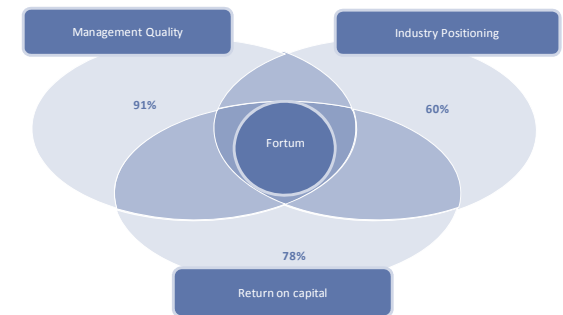 Management Quality
Industry Positioning
91%
60%
Fortum
78%
Return on capital